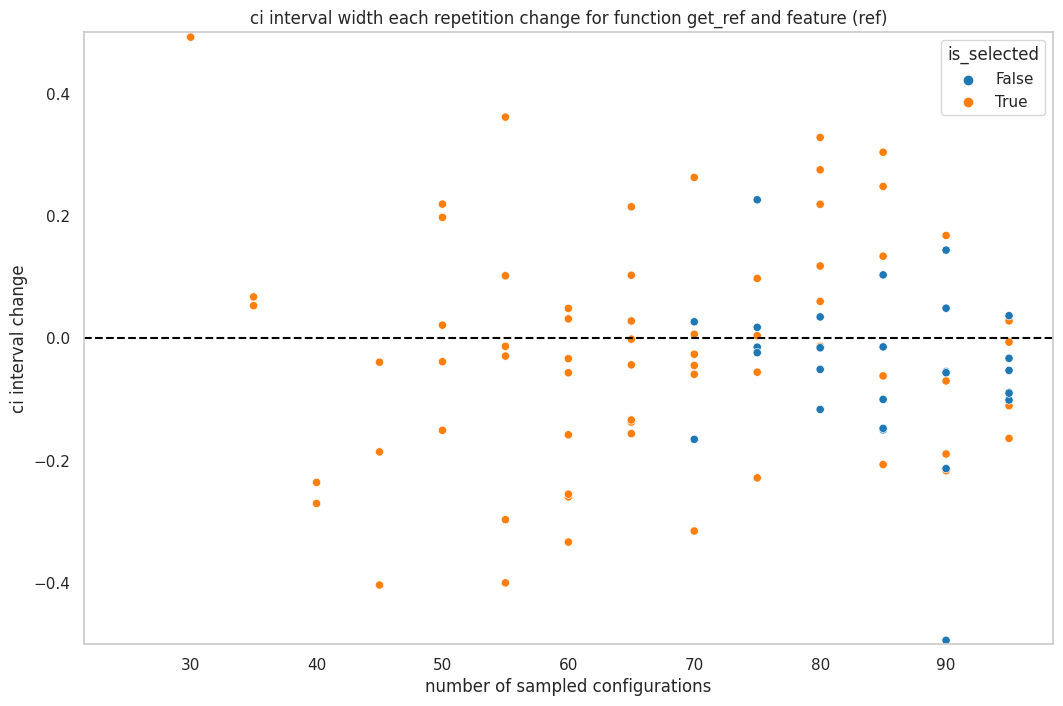 ci interval width each repetition change for function get_ref and feature (ref)
is_selected
False
True
ci interval change
0.4
0.2
0.0
−0.2
−0.4
30
40
50
60
70
80
90
number of sampled configurations